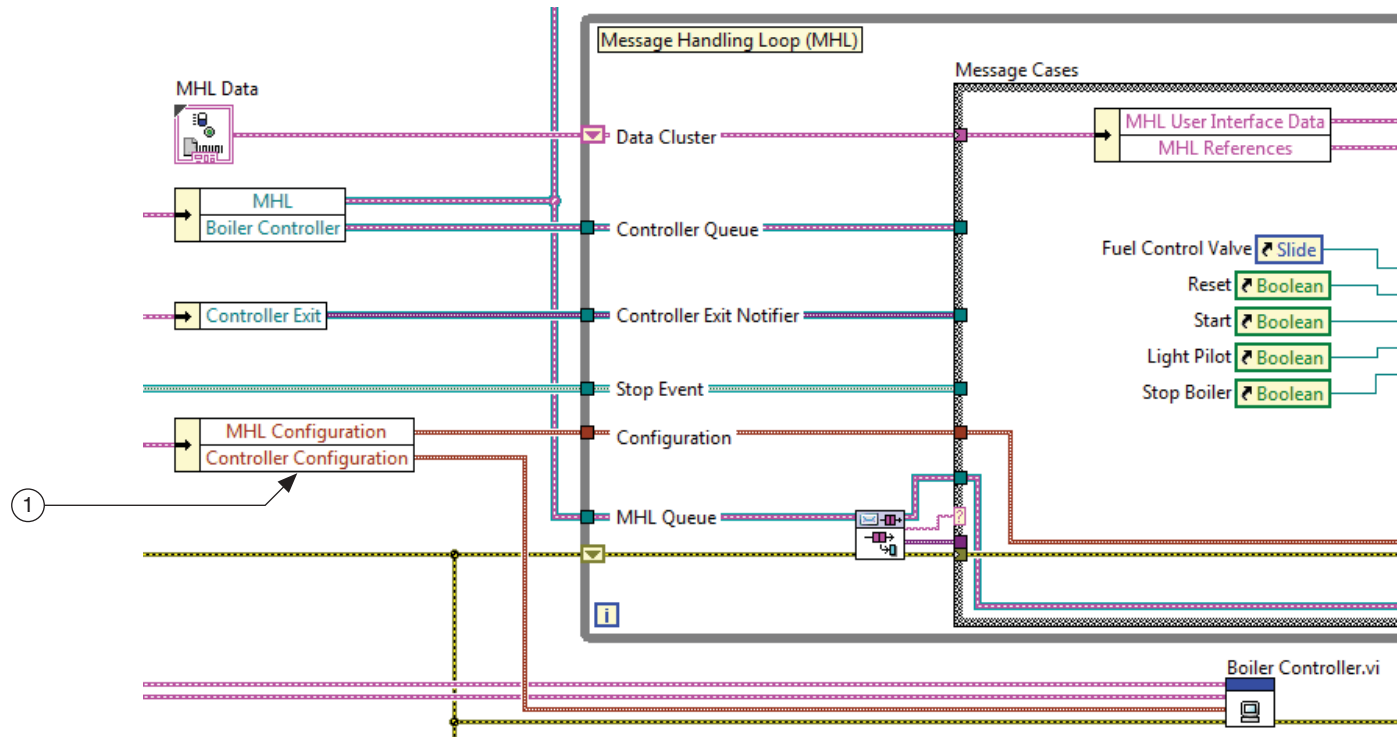 Message Handling Loop (MHL)
Message Cases
MHL Data
Data Cluster
MHL User Interface Data
MHL References
MHL
Boiler Controller
Controller Queue
Fuel Control Valve
Slide
Reset
Boolean
Controller Exit
Controller Exit Notifier
Start
Boolean
Light Pilot
Boolean
Stop Event
Stop Boiler
Boolean
MHL Configuration
Controller Configuration
Configuration
1
MHL Queue
?
i
Boiler Controller.vi